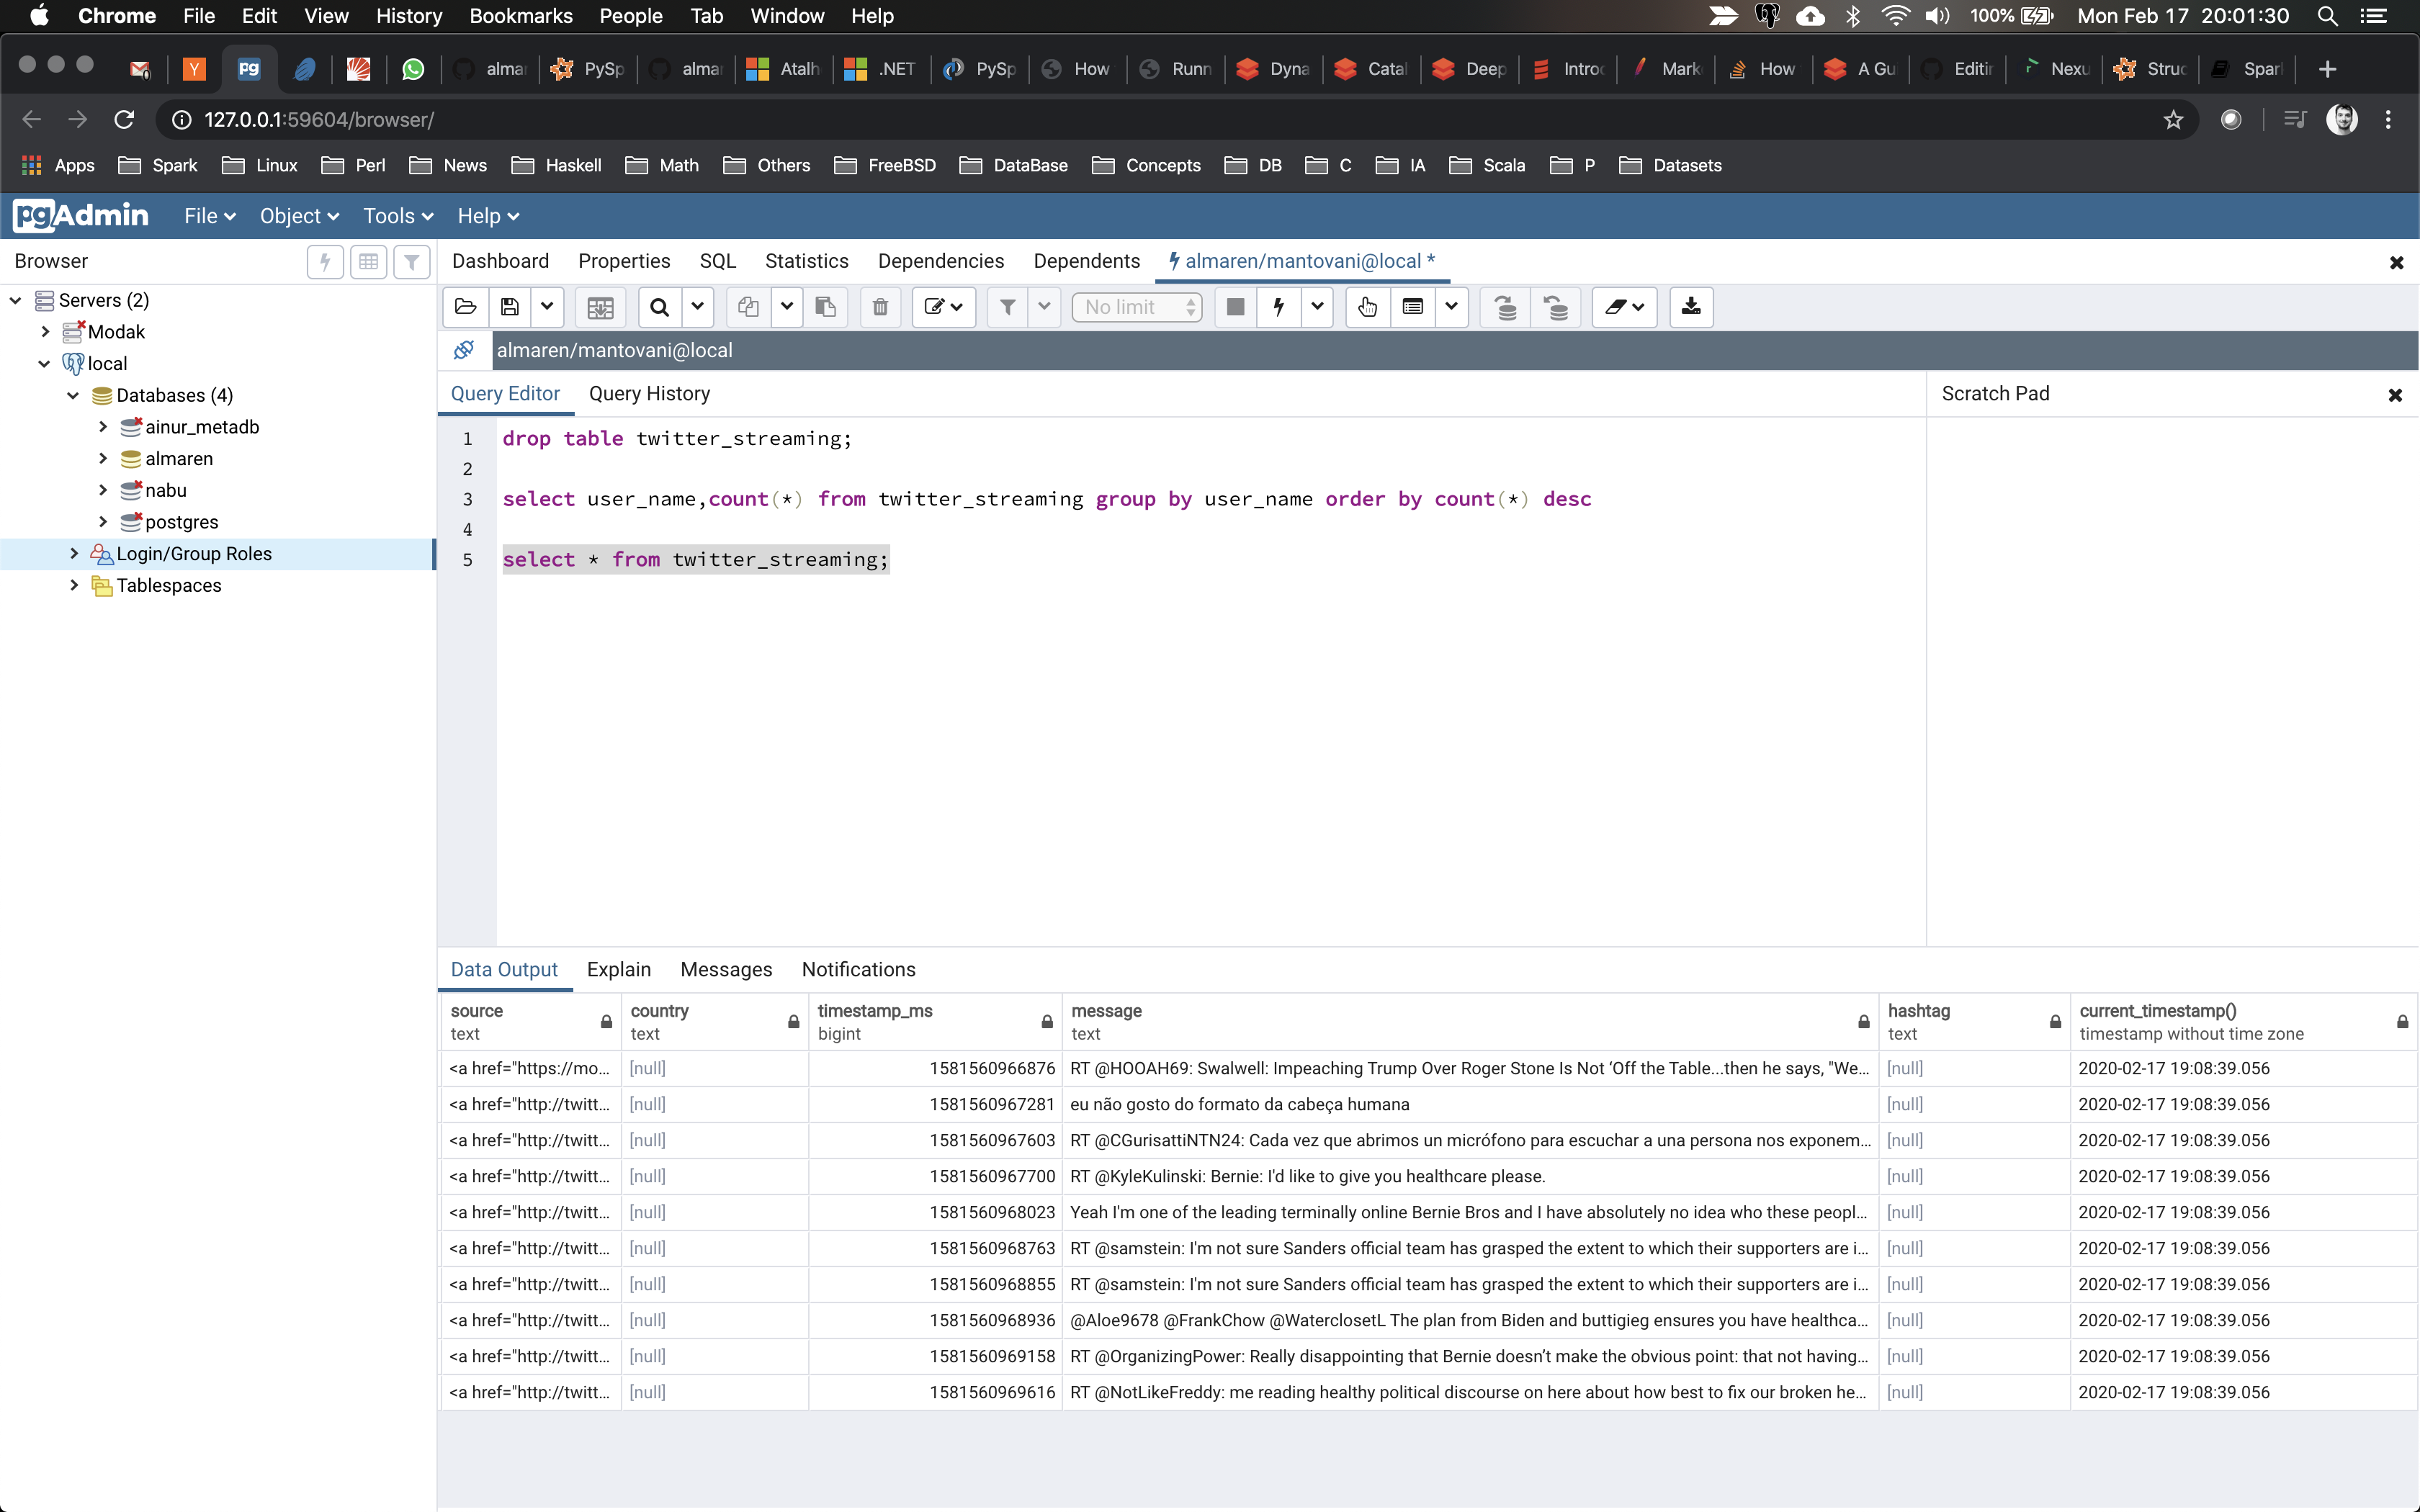 Chrome File Edit View History Bookmarks People Tab Window Help 100% Mon Feb 17 20:01:30
Y pg almar PySp almar Atalh .NET PySp How Runn Dyna Catal Deep Introd Mark How A Gui Editin Nexu Struc Spar
127.0.0.1:59604/browser/
Apps Spark Linux Perl News Haskell Math Others FreeBSD DataBase Concepts DB C IA Scala P Datasets
pgAdmin File Object Tools Help
Browser Dashboard Properties SQL Statistics Dependencies Dependents almaren/mantovani@local *
Servers (2)
Modak
local
Databases (4)
ainur_metadb
almaren
nabu
postgres
Login/Group Roles
Tablespaces
No limit
almaren/mantovani@local
Query Editor Query History Scratch Pad
1 drop table twitter_streaming;
2
3 select user_name,count(*) from twitter_streaming group by user_name order by count(*) desc
4
5 select * from twitter_streaming;
Data Output Explain Messages Notifications
source country timestamp_ms message hashtag current_timestamp()
text text bigint text text timestamp without time zone
<a href="https://mo... [null] 1581560966876 RT @HOOAH69: Swalwell: Impeaching Trump Over Roger Stone Is Not ‘Off the Table...then he says, "We... [null] 2020-02-17 19:08:39.056
<a href="http://twitt... [null] 1581560967281 eu não gosto do formato da cabeça humana [null] 2020-02-17 19:08:39.056
<a href="http://twitt... [null] 1581560967603 RT @CGurisattiNTN24: Cada vez que abrimos un micrófono para escuchar a una persona nos exponem... [null] 2020-02-17 19:08:39.056
<a href="http://twitt... [null] 1581560967700 RT @KyleKulinski: Bernie: I'd like to give you healthcare please. [null] 2020-02-17 19:08:39.056
<a href="http://twitt... [null] 1581560968023 Yeah I'm one of the leading terminally online Bernie Bros and I have absolutely no idea who these peopl... [null] 2020-02-17 19:08:39.056
<a href="http://twitt... [null] 1581560968763 RT @samstein: I'm not sure Sanders official team has grasped the extent to which their supporters are i... [null] 2020-02-17 19:08:39.056
<a href="http://twitt... [null] 1581560968855 RT @samstein: I'm not sure Sanders official team has grasped the extent to which their supporters are i... [null] 2020-02-17 19:08:39.056
<a href="http://twitt... [null] 1581560968936 @Aloe9678 @FrankChow @WaterclosetL The plan from Biden and buttigieg ensures you have healthca... [null] 2020-02-17 19:08:39.056
<a href="http://twitt... [null] 1581560969158 RT @OrganizingPower: Really disappointing that Bernie doesn’t make the obvious point: that not having... [null] 2020-02-17 19:08:39.056
<a href="http://twitt... [null] 1581560969616 RT @NotLikeFreddy: me reading healthy political discourse on here about how best to fix our broken he... [null] 2020-02-17 19:08:39.056